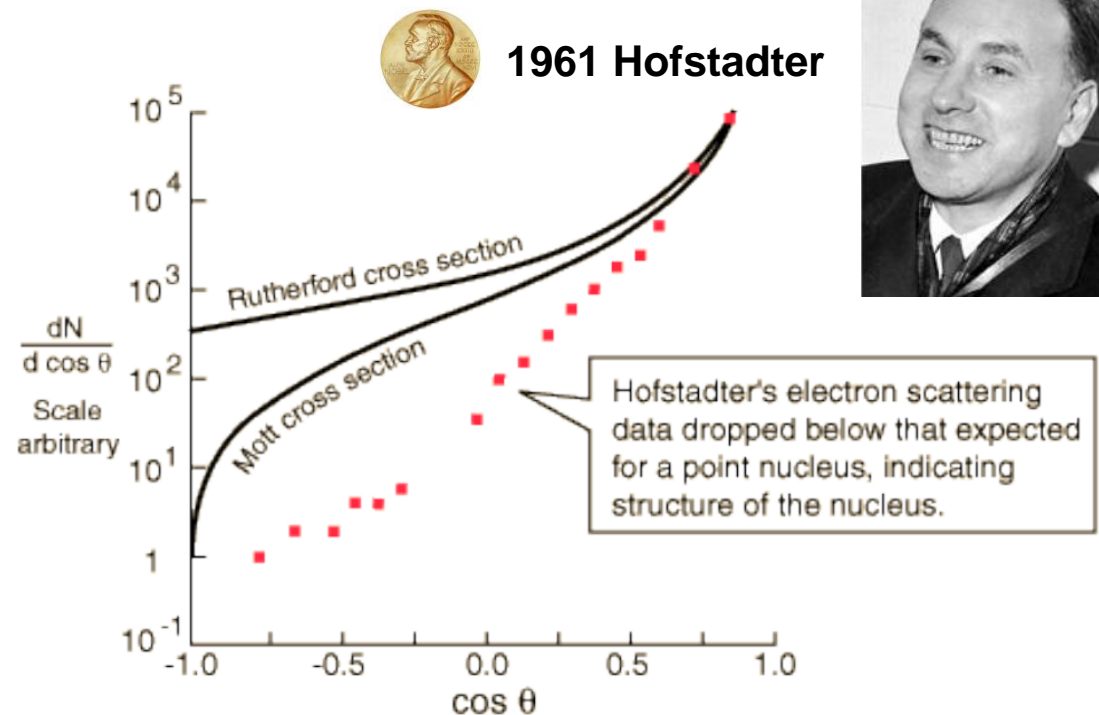 1961 Hofstadter
10^5
10^4
10^3
10^2
10^1
1
10^-1
dN
d cos θ
Scale
arbitrary
Rutherford cross section
Mott cross section
Hofstadter's electron scattering
data dropped below that expected
for a point nucleus, indicating
structure of the nucleus.
-1.0 -0.5 0.0 0.5 1.0
cos θ